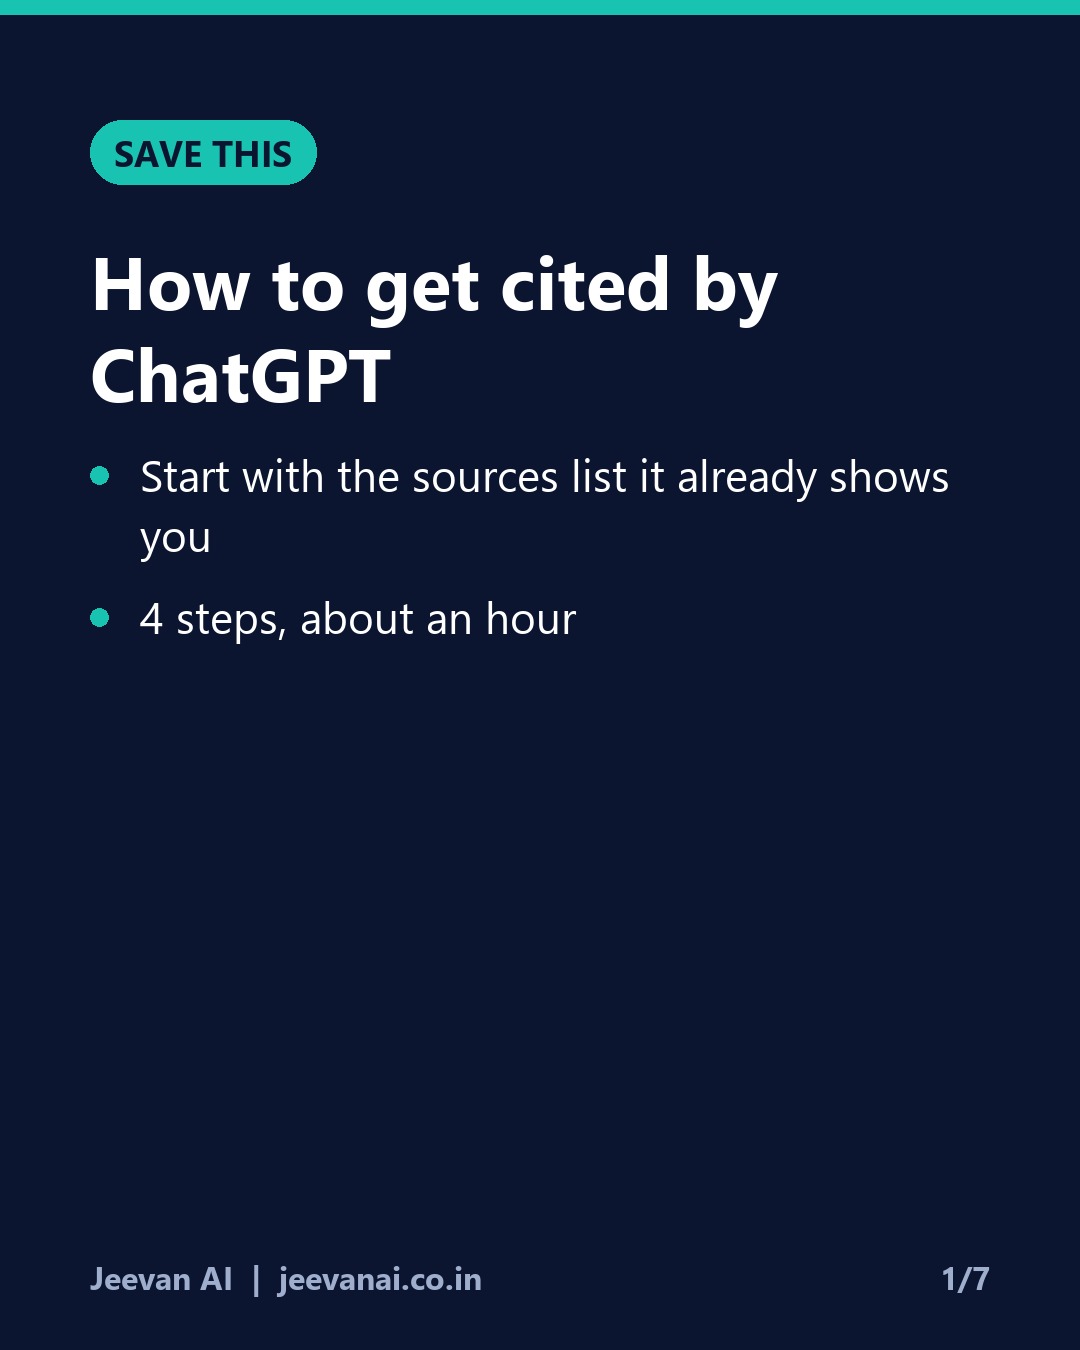 SAVE THIS
How to get cited by
ChatGPT
Start with the sources list it already shows
you
4 steps, about an hour
Jeevan AI | jeevanai.co.in
1/7